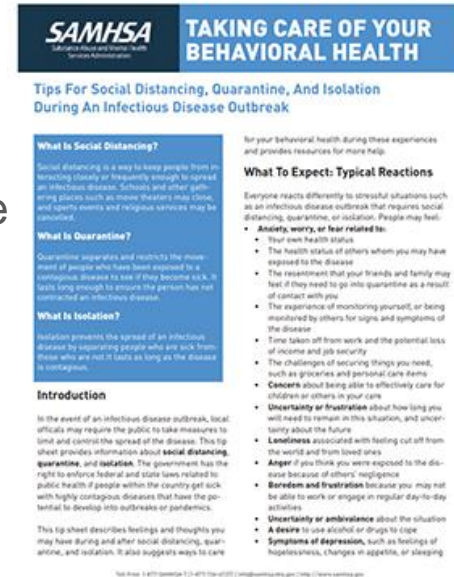 SAMHSA
Substance Abuse and Mental Health
Services Administration
TAKING CARE OF YOUR
BEHAVIORAL HEALTH
Tips For Social Distancing, Quarantine, And Isolation
During An Infectious Disease Outbreak
e
What Is Social Distancing?
Social distancing is a way to keep people from in-
teracting closely or frequently enough to spread
an infectious disease. Schools and other gath-
ering places such as movie theaters may close,
and sports events and religious services may be
cancelled.
What Is Quarantine?
Quarantine separates and restricts the move-
ment of people who have been exposed to a
contagious disease to see if they become sick. It
lasts long enough to ensure the person has not
contracted an infectious disease.
What Is Isolation?
Isolation prevents the spread of an infectious
disease by separating people who are sick from
those who are not. It lasts as long as the disease
is contagious.
Introduction
In the event of an infectious disease outbreak, local
officials may require the public to take measures to
limit and control the spread of the disease. This tip
sheet provides information about social distancing,
quarantine, and isolation. The government has the
right to enforce federal and state laws related to
public health if people within the country get sick
with highly contagious diseases that have the po-
tential to develop into outbreaks or pandemics.
This tip sheet describes feelings and thoughts you
may have during and after social distancing, quar-
antine, and isolation. It also suggests ways to care
for your behavioral health during these experiences
and provides resources for more help.
What To Expect: Typical Reactions
Everyone reacts differently to stressful situations such
as an infectious disease outbreak that requires social
distancing, quarantine, or isolation. People may feel:
• Anxiety, worry, or fear related to:
• Your own health status
• The health status of others whom you may have
exposed to the disease
• The resentment that your friends and family may
feel if they need to go into quarantine as a result
of contact with you
• The experience of monitoring yourself, or being
monitored by others for signs and symptoms of
the disease
• Time taken off from work and the potential loss
of income and job security
• The challenges of securing things you need,
such as groceries and personal care items
• Concern about being able to effectively care for
children or others in your care
• Uncertainty or frustration about how long you
will need to remain in this situation, and uncer-
tainty about the future
• Loneliness associated with feeling cut off from
the world and from loved ones
• Anger if you think you were exposed to the dis-
ease because of others' negligence
• Boredom and frustration because you may not
be able to work or engage in regular day-to-day
activities
• Uncertainty or ambivalence about the situation
• A desire to use alcohol or drugs to cope
• Symptoms of depression, such as feelings of
hopelessness, changes in appetite, or sleeping